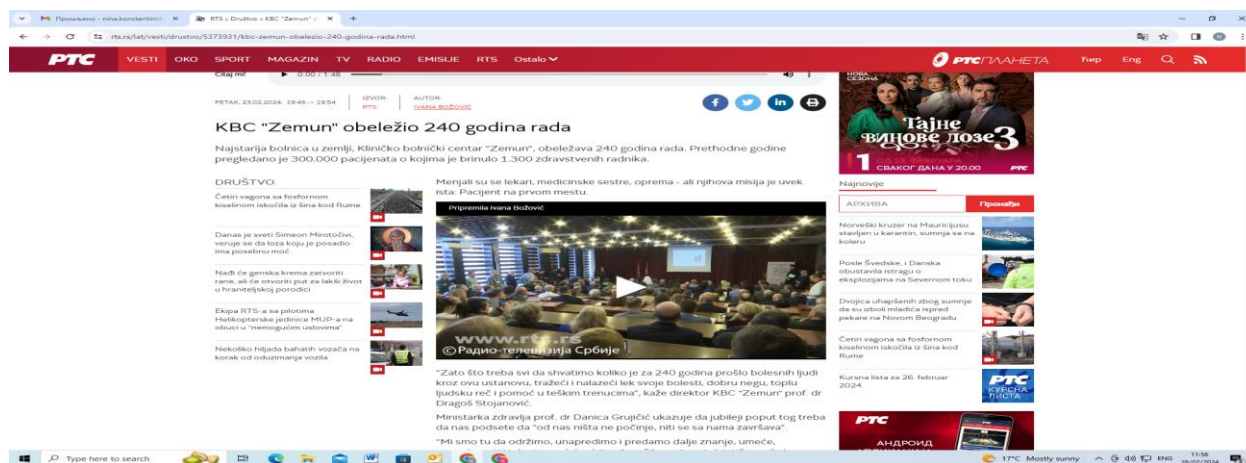 RTS :: Društvo :: KBC "Zemun" o
rts.rs/lat/vesti/drustvo/5373931/kbc-zemun-obelezio-240-godina-rada.html
РТС VESTI OKO SPORT MAGAZIN TV RADIO EMISIJE RTS Ostalo
РТСПЛАНЕТА Ћир Eng
Čitaj mi!
0:00 / 1:48
PETAK, 23.02.2024, 19:46 -> 19:54
IZVOR:
RTS
AUTOR:
IVANA BOŽOVIĆ
KBC "Zemun" obeležio 240 godina rada
Najstarija bolnica u zemlji, Kliničko bolnički centar "Zemun", obeležava 240 godina rada. Prethodne godine
pregledano je 300.000 pacijenata o kojima je brinulo 1.300 zdravstvenih radnika.
DRUŠTVO
Četiri vagona sa fosfornom
kiselinom iskočila iz šina kod Rume
Danas je sveti Simeon Mirotočivi,
veruje se da loza koju je posadio
ima posebnu moć
Nađi će genska krema zatvoriti
rane, ali će otvoriti put za lakši život
u hraniteljskoj porodici
Ekipa RTS-a sa pilotima
Helikopterske jedinice MUP-a na
obuci u "nemogućim uslovima"
Nekoliko hiljada bahatih vozača na
korak od oduzimanja vozila
Menjali su se lekari, medicinske sestre, oprema - ali njihova misija je uvek
ista: Pacijent na prvom mestu.
Pripremila Ivana Božović
www.rts.rs
© Радио-телевизија Србије
"Zato što treba svi da shvatimo koliko je za 240 godina prošlo bolesnih ljudi
kroz ovu ustanovu, tražeći i nalazeći lek svoje bolesti, dobru negu, toplu
ljudsku reč i pomoć u teškim trenucima", kaže direktor KBC "Zemun" prof. dr
Dragoš Stojanović.
Ministarka zdravlja prof. dr Danica Grujičić ukazuje da jubileji poput tog treba
da nas podsete da "od nas ništa ne počinje, niti se sa nama završava".
"Mi smo tu da održimo, unapredimo i predamo dalje znanje, umeće,
НОВА
СЕЗОНА
Тајне
винове лозе3
1
СВАКОГ ДАНА У 20.00
РТС
Najnovije
АРХИВА
Пронађи
Norveški kruzer na Mauricijusu
stavljen u karantin, sumnja se na
koleru
Posle Švedske, i Danska
obustavila istragu o
eksplozijama na Severnom toku
Dvojica uhapšenih zbog sumnje
da su izboli mladića ispred
pekare na Novom Beogradu
Četiri vagona sa fosfornom
kiselinom iskočila iz šina kod
Rume
Kursna lista za 26. februar
2024.
РТС
КУРСНА
ЛИСТА
РТС
АНДРОИД
Type here to search
17°C Mostly sunny
ENG
11:58
26/02/2024